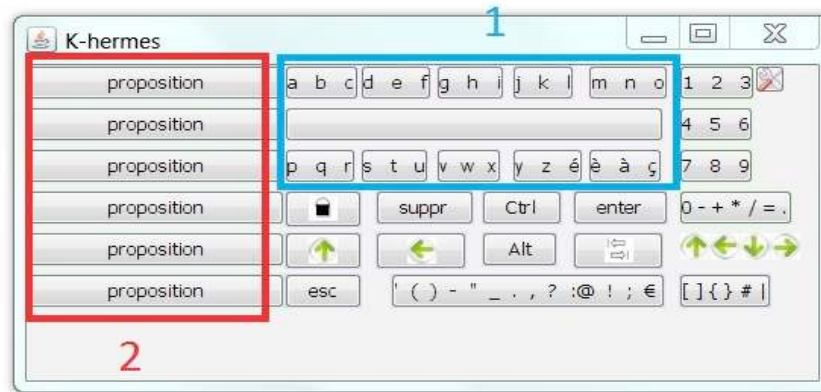 1
K-hermes
proposition a b c d e f g h i j k l m n o 1 2 3
proposition 4 5 6
proposition p q r s t u v w x y z é è à ç 7 8 9
proposition suppr Ctrl enter 0 - + * / = .
proposition Alt
proposition esc ' ( ) - " _ . , ? : @ ! ; € [ ] { } # |
2